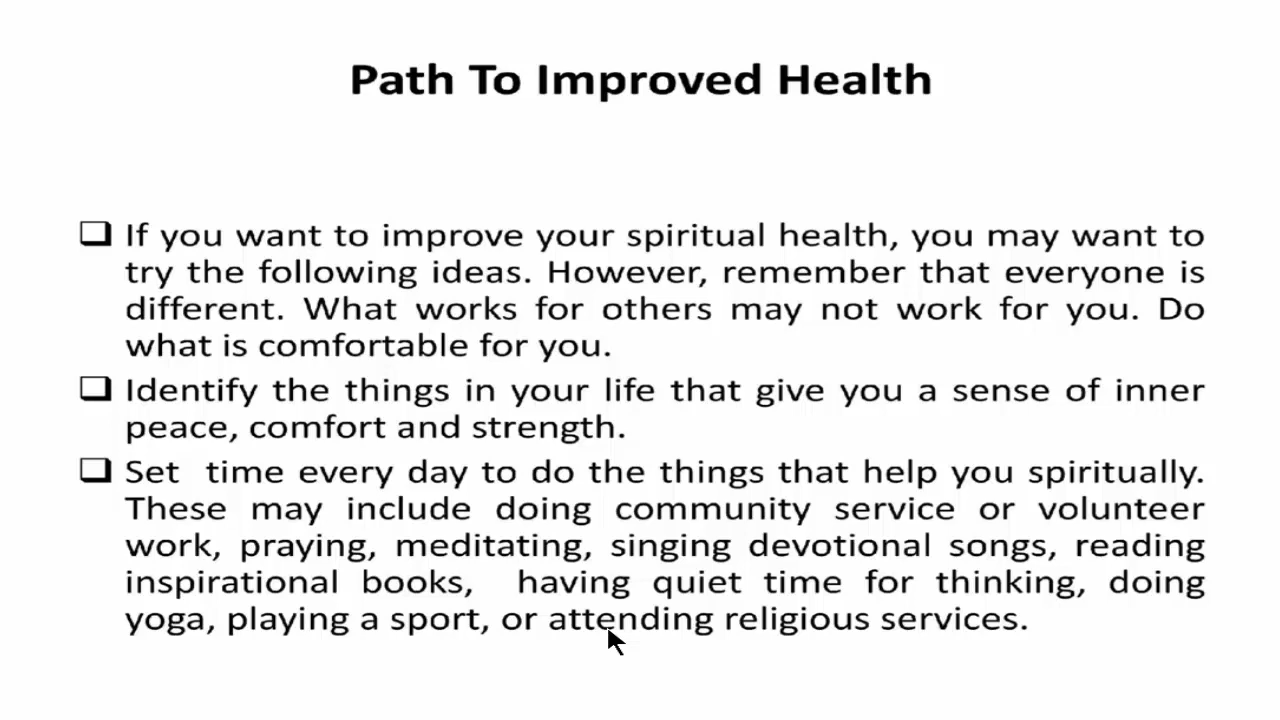 Path To Improved Health
❑ If you want to improve your spiritual health, you may want to
try the following ideas. However, remember that everyone is
different. What works for others may not work for you. Do
what is comfortable for you.
❑ Identify the things in your life that give you a sense of inner
peace, comfort and strength.
❑ Set  time every day to do the things that help you spiritually.
These may include doing community service or volunteer
work, praying, meditating, singing devotional songs, reading
inspirational books,  having quiet time for thinking, doing
yoga, playing a sport, or attending religious services.